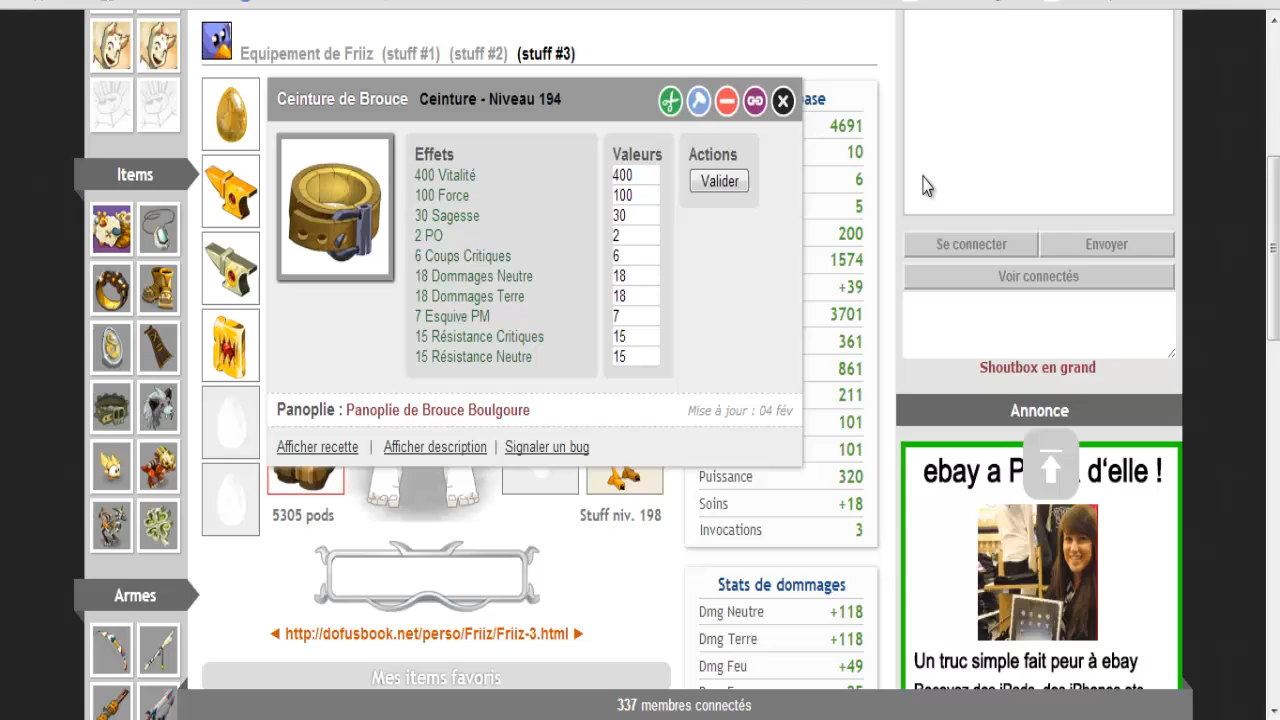 Equipement de Friiz (stuff #1) (stuff #2) (stuff #3)
Items
Armes
Ceinture de Brouce Ceinture - Niveau 194
Effets
400 Vitalité
100 Force
30 Sagesse
2 PO
6 Coups Critiques
18 Dommages Neutre
18 Dommages Terre
7 Esquive PM
15 Résistance Critiques
15 Résistance Neutre
Valeurs
400
100
30
2
6
18
18
7
15
15
Actions
Valider
Panoplie : Panoplie de Brouce Boulgoure
Mise à jour : 04 fév
Afficher recette | Afficher description | Signaler un bug
5305 pods
Stuff niv. 198
http://dofusbook.net/perso/Friiz/Friiz-3.html
Mes items favoris
ase
4691
10
6
5
200
1574
+39
3701
361
861
211
101
101
Puissance 320
Soins +18
Invocations 3
Stats de dommages
Dmg Neutre +118
Dmg Terre +118
Dmg Feu +49
Se connecter
Envoyer
Voir connectés
Shoutbox en grand
Annonce
ebay a P d'elle !
Un truc simple fait peur à ebay
337 membres connectés